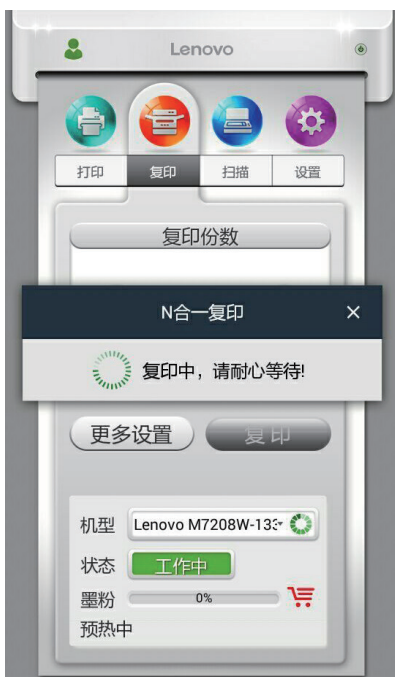 Lenovo
打印 复印 扫描 设置
复印份数
N合一复印 ×
复印中，请耐心等待!
更多设置 复印
机型 Lenovo M7208W-133
状态 工作中
墨粉 0%
预热中